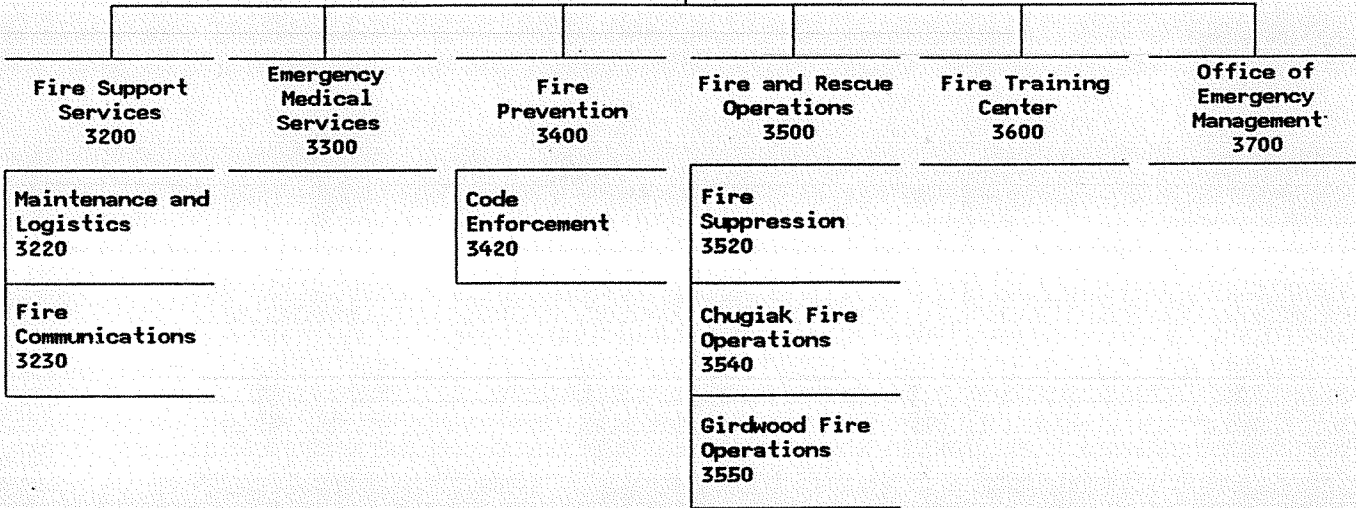 Fire Support
Services
3200
Emergency
Medical
Services
3300
Fire
Prevention
3400
Fire and Rescue
Operations
3500
Fire Training
Center
3600
Office of
Emergency
Management
3700
Maintenance and
Logistics
3220
Fire
Communications
3230
Code
Enforcement
3420
Fire
Suppression
3520
Chugiak Fire
Operations
3540
Girdwood Fire
Operations
3550